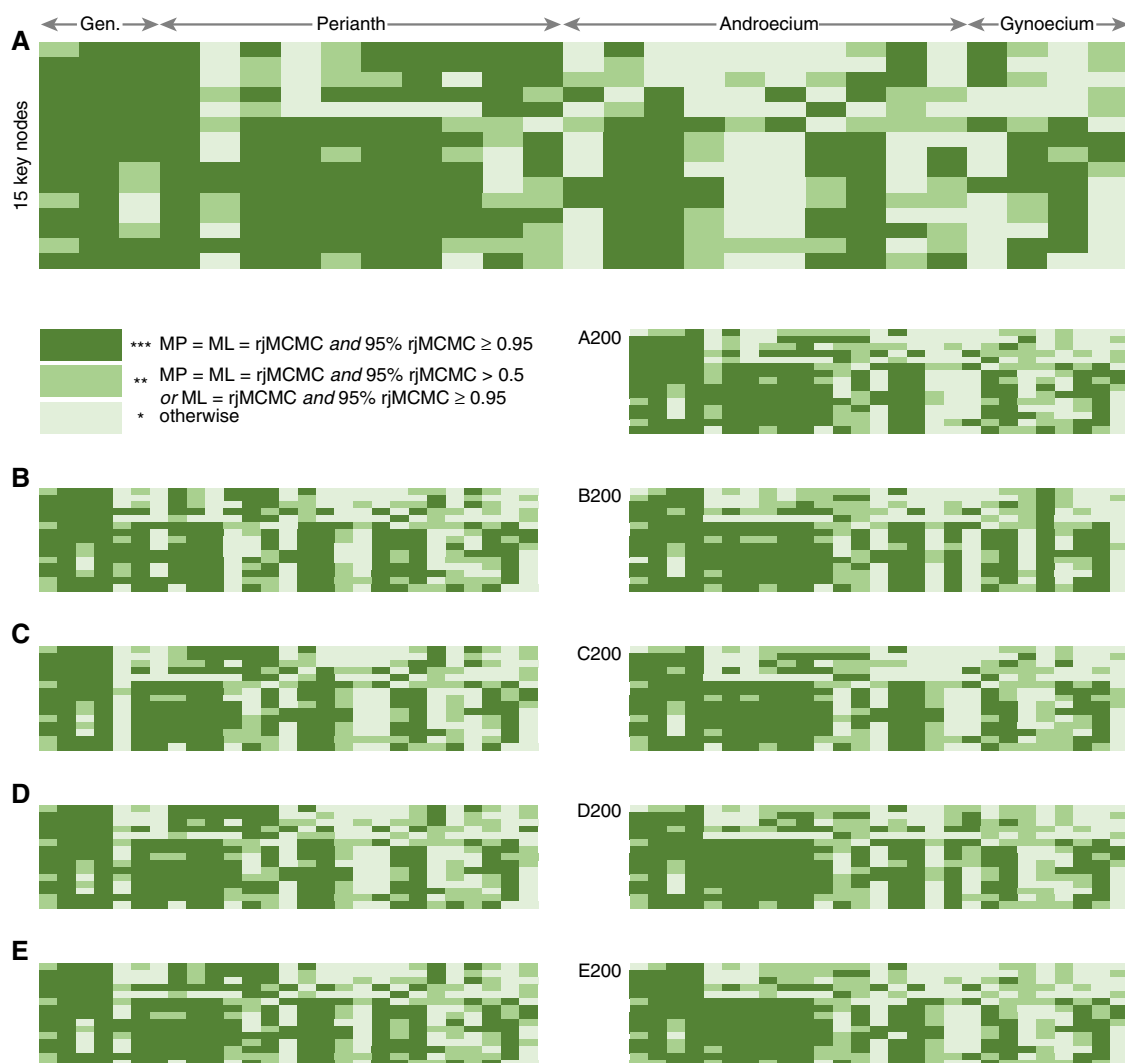 Gen. Perianth Androecium Gynoecium
A
15 key nodes
*** MP = ML = rjMCMC and 95% rjMCMC ≥ 0.95
** MP = ML = rjMCMC and 95% rjMCMC > 0.5
or ML = rjMCMC and 95% rjMCMC ≥ 0.95
* otherwise
A200
B
B200
C
C200
D
D200
E
E200